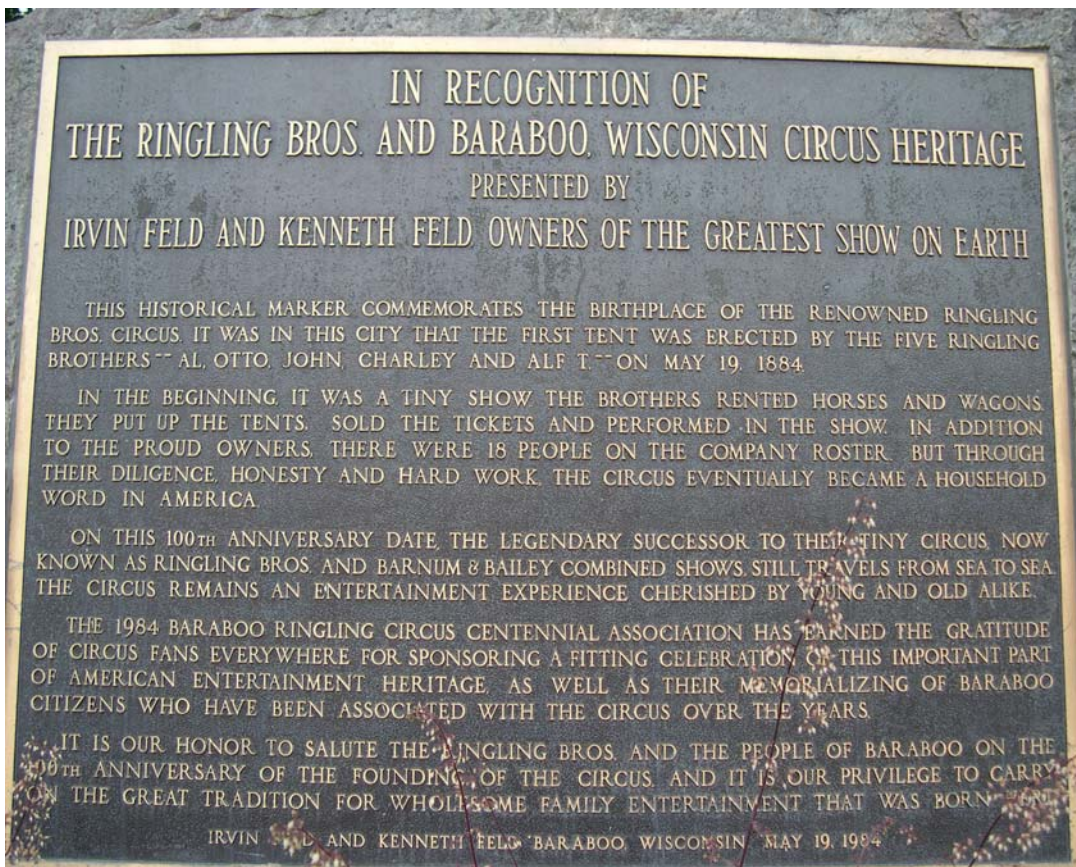 IN RECOGNITION OF
THE RINGLING BROS. AND BARABOO, WISCONSIN CIRCUS HERITAGE
PRESENTED BY
IRVIN FELD AND KENNETH FELD OWNERS OF THE GREATEST SHOW ON EARTH
THIS HISTORICAL MARKER COMMEMORATES THE BIRTHPLACE OF THE RENOWNED RINGLING
BROS. CIRCUS. IT WAS IN THIS CITY THAT THE FIRST TENT WAS ERECTED BY THE FIVE RINGLING
BROTHERS -- AL, OTTO, JOHN, CHARLEY AND ALF T. -- ON MAY 19, 1884.
IN THE BEGINNING, IT WAS A TINY SHOW. THE BROTHERS RENTED HORSES AND WAGONS.
THEY PUT UP THE TENTS, SOLD THE TICKETS AND PERFORMED IN THE SHOW. IN ADDITION
TO THE PROUD OWNERS, THERE WERE 18 PEOPLE ON THE COMPANY ROSTER. BUT THROUGH
THEIR DILIGENCE, HONESTY AND HARD WORK, THE CIRCUS EVENTUALLY BECAME A HOUSEHOLD
WORD IN AMERICA.
ON THIS 100TH ANNIVERSARY DATE, THE LEGENDARY SUCCESSOR TO THE TINY CIRCUS, NOW
KNOWN AS RINGLING BROS. AND BARNUM & BAILEY COMBINED SHOWS, STILL TRAVELS FROM SEA TO SEA.
THE CIRCUS REMAINS AN ENTERTAINMENT EXPERIENCE CHERISHED BY YOUNG AND OLD ALIKE.
THE 1984 BARABOO RINGLING CIRCUS CENTENNIAL ASSOCIATION HAS EARNED THE GRATITUDE
OF CIRCUS FANS EVERYWHERE FOR SPONSORING A FITTING CELEBRATION OF THIS IMPORTANT PART
OF AMERICAN ENTERTAINMENT HERITAGE, AS WELL AS THEIR MEMORIALIZING OF BARABOO
CITIZENS WHO HAVE BEEN ASSOCIATED WITH THE CIRCUS OVER THE YEARS.
IT IS OUR HONOR TO SALUTE THE RINGLING BROS. AND THE PEOPLE OF BARABOO ON THE
100TH ANNIVERSARY OF THE FOUNDING OF THE CIRCUS, AND IT IS OUR PRIVILEGE TO CARRY
ON THE GREAT TRADITION FOR WHOLESOME FAMILY ENTERTAINMENT THAT WAS BORN
IRVIN FELD AND KENNETH FELD BARABOO, WISCONSIN MAY 19, 1984